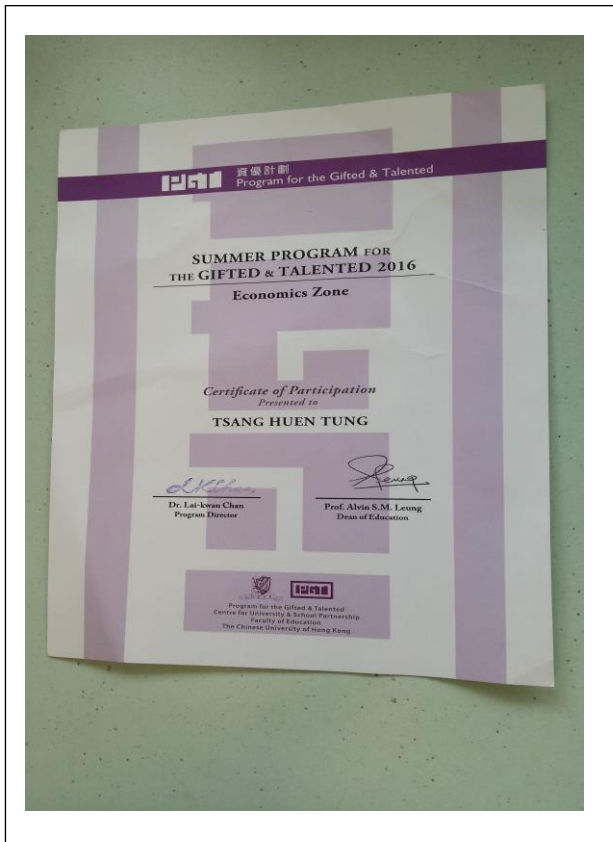 PGT 資優計劃
Program for the Gifted & Talented
SUMMER PROGRAM FOR
THE GIFTED & TALENTED 2016
Economics Zone
Certificate of Participation
Presented to
TSANG HUEN TUNG
Dr. Lai-kwan Chan
Program Director
Prof. Alvin S.M. Leung
Dean of Education
PGT
Program for the Gifted & Talented
Centre for University & School Partnership
Faculty of Education
The Chinese University of Hong Kong